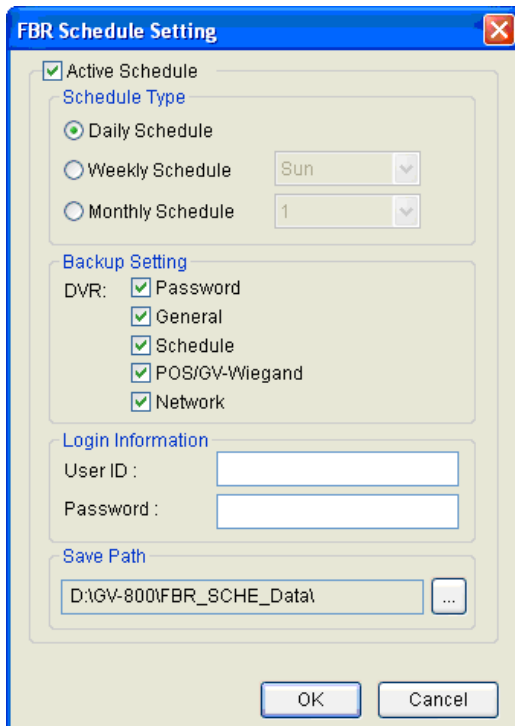 FBR Schedule Setting
Active Schedule
Schedule Type
Daily Schedule
Weekly Schedule Sun
Monthly Schedule 1
Backup Setting
DVR: Password
General
Schedule
POS/GV-Wiegand
Network
Login Information
User ID :
Password :
Save Path
D:\GV-800\FBR_SCHE_Data\ ...
OK Cancel